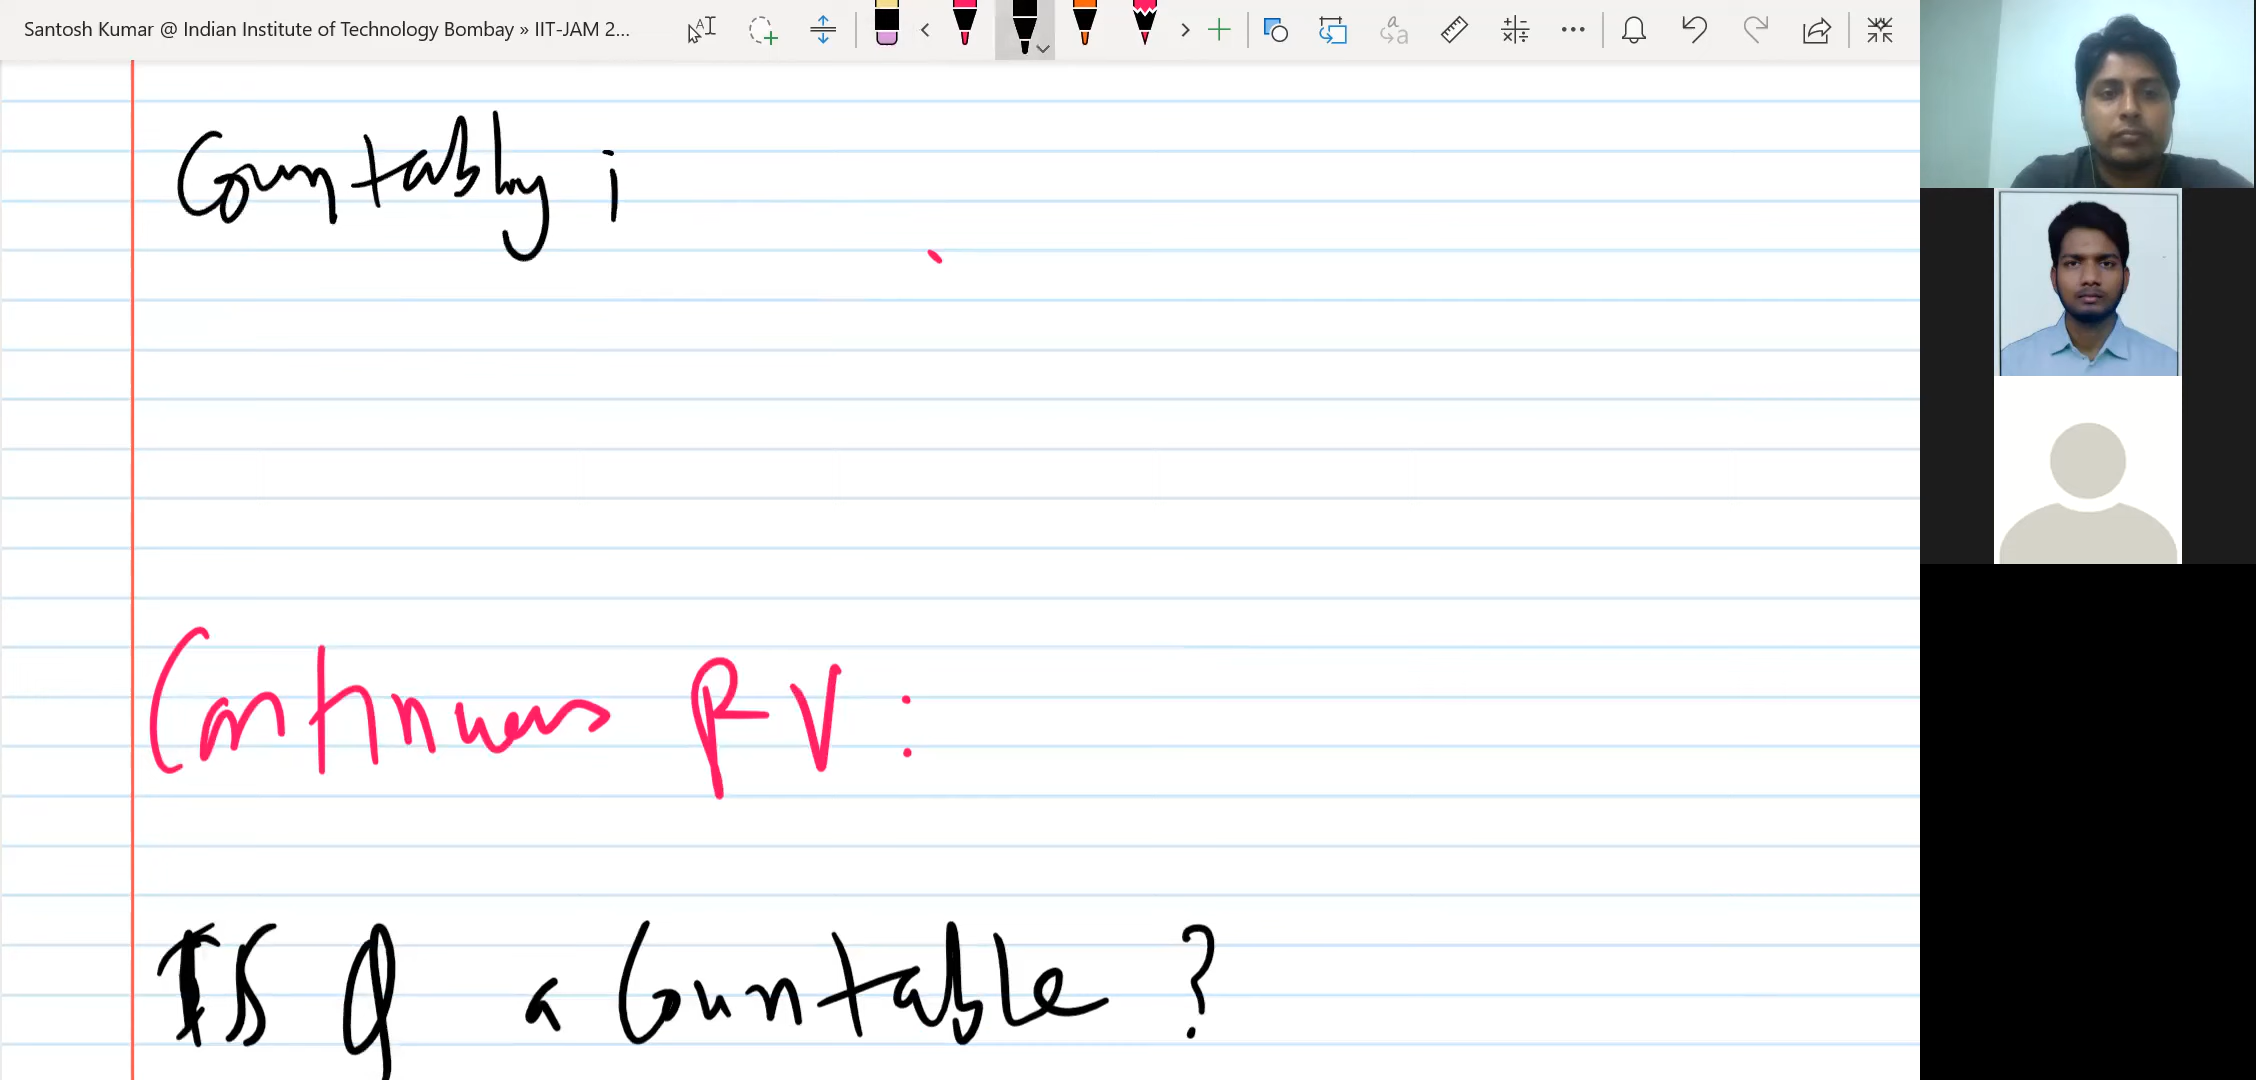 Santosh Kumar @ Indian Institute of Technology Bombay » IIT-JAM 2...
Countably i
Continuous RV:
Is Q a Countable ?